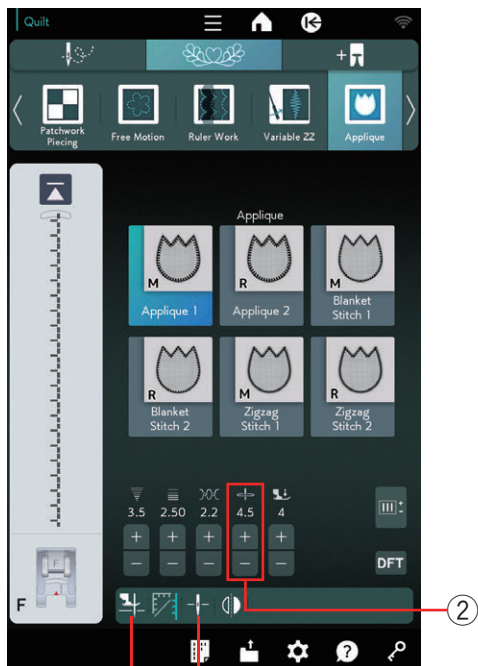 Quilt
+
Patchwork
Piecing
Free Motion
Ruler Work
Variable ZZ
Applique
Applique
M
Applique 1
R
Applique 2
M
Blanket
Stitch 1
R
Blanket
Stitch 2
M
Zigzag
Stitch 1
R
Zigzag
Stitch 2
3.5 2.50 2.2 4.5 4
+ + + + +
− − − − −
DFT
F
F
?
②